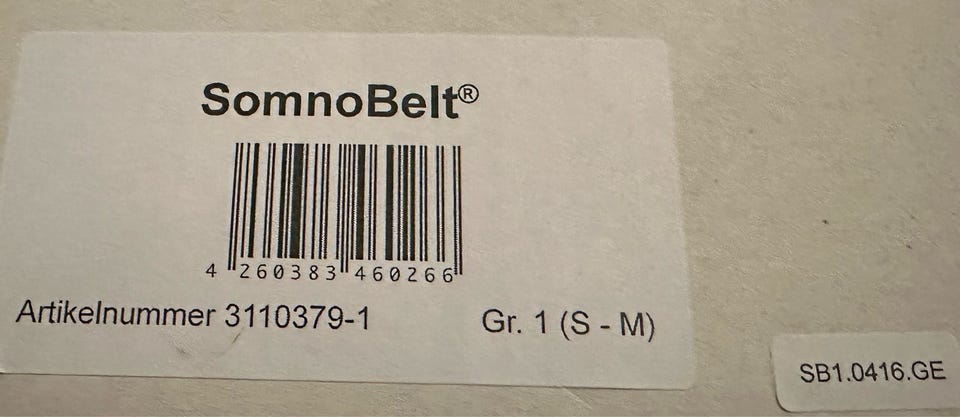 SomnoBelt®
4 260383 460266
Artikelnummer 3110379-1 Gr. 1 (S - M)
SB1.0416.GE